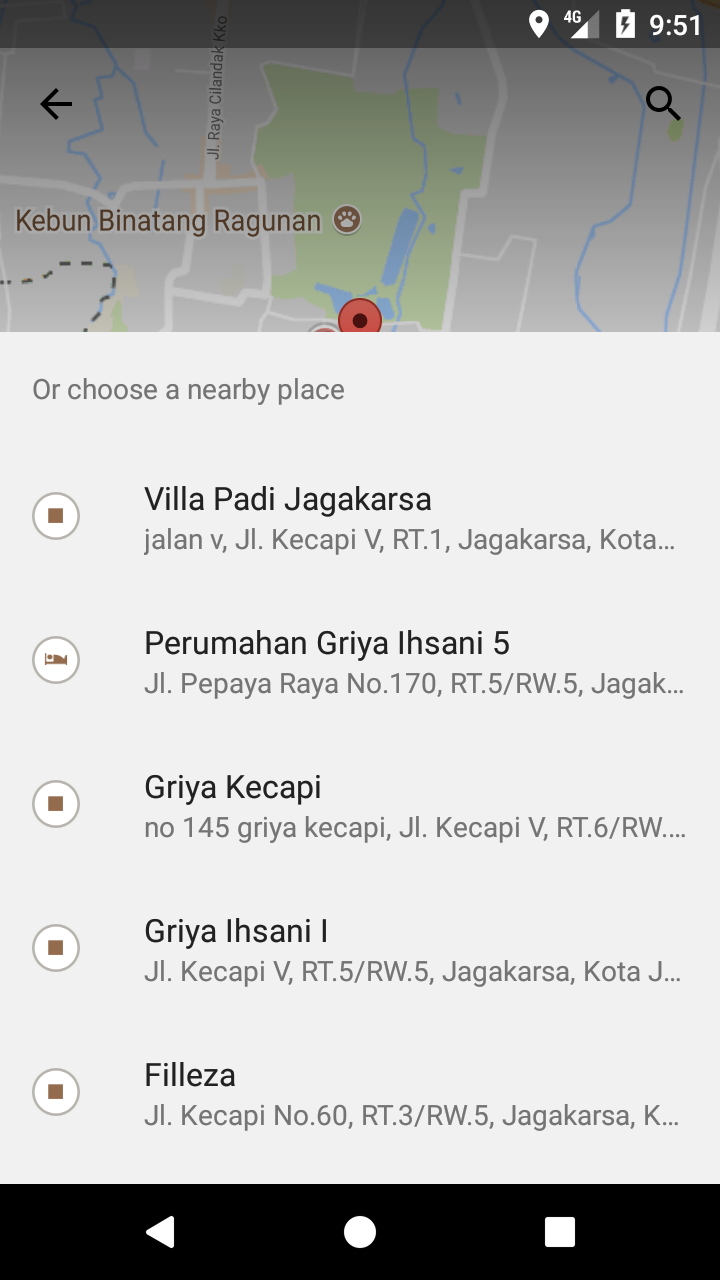 4G 9:51
Jl. Raya Cilandak Kko
Kebun Binatang Ragunan
Or choose a nearby place
Villa Padi Jagakarsa
jalan v, Jl. Kecapi V, RT.1, Jagakarsa, Kota...
Perumahan Griya Ihsani 5
Jl. Pepaya Raya No.170, RT.5/RW.5, Jagak...
Griya Kecapi
no 145 griya kecapi, Jl. Kecapi V, RT.6/RW....
Griya Ihsani I
Jl. Kecapi V, RT.5/RW.5, Jagakarsa, Kota J...
Filleza
Jl. Kecapi No.60, RT.3/RW.5, Jagakarsa, K...